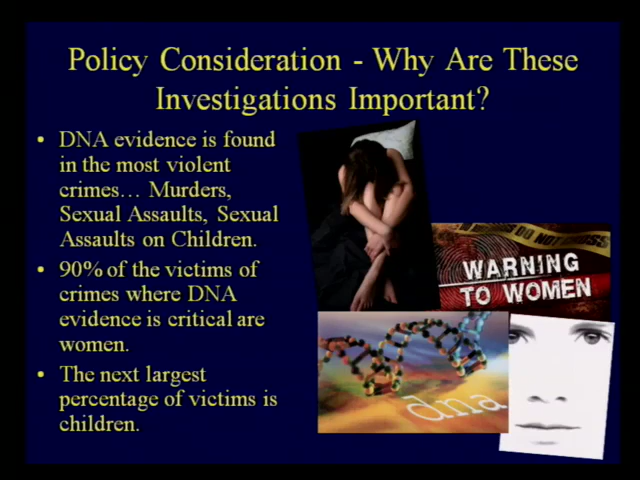 Policy Consideration - Why Are These
Investigations Important?
• DNA evidence is found
in the most violent
crimes… Murders,
Sexual Assaults, Sexual
Assaults on Children.
• 90% of the victims of
crimes where DNA
evidence is critical are
women.
• The next largest
percentage of victims is
children.
DO NOT
WARNING
TO WOMEN
dna